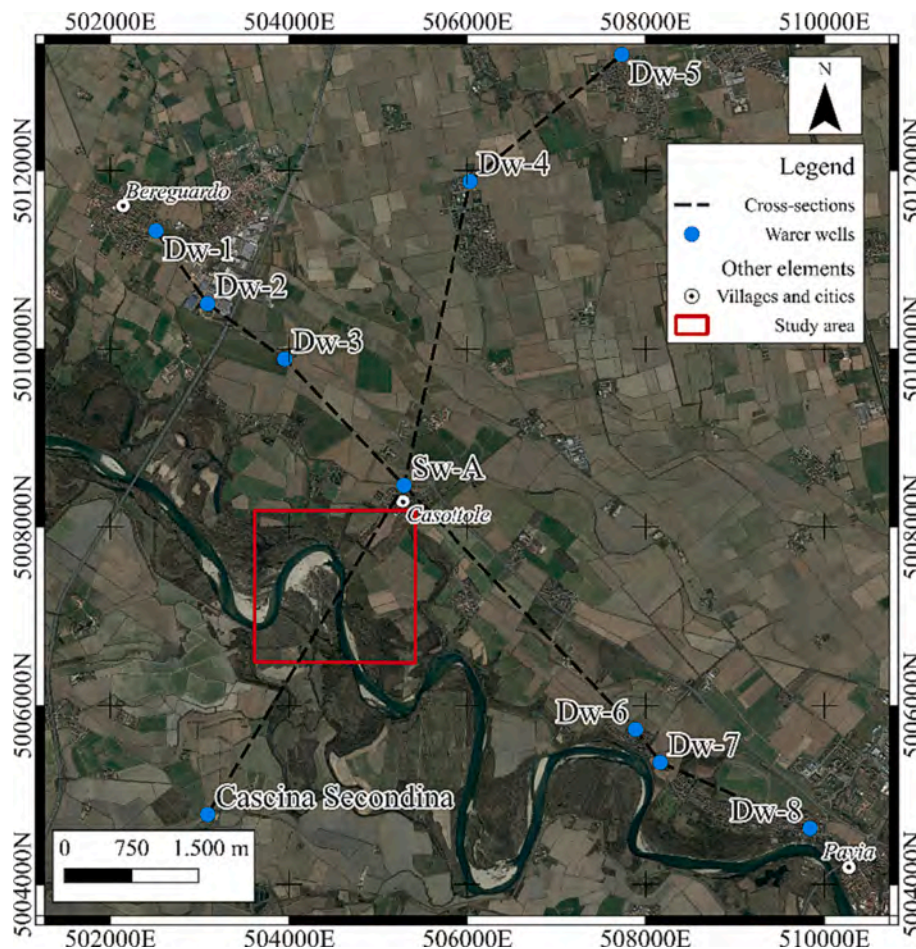 502000E 504000E 506000E 508000E 510000E
Dw-5
N
5012000N
Dw-4
5012000N
Legend
Cross-sections
Warer wells
Other elements
Villages and cities
Study area
Bereguardo
Dw-1
Dw-2
Dw-3
5010000N
5010000N
Sw-A
Casottole
5008000N
5008000N
5006000N
5006000N
Dw-6
Dw-7
Cascina Secondina
Dw-8
Pavia
0 750 1.500 m
5004000N
5004000N
502000E 504000E 506000E 508000E 510000E